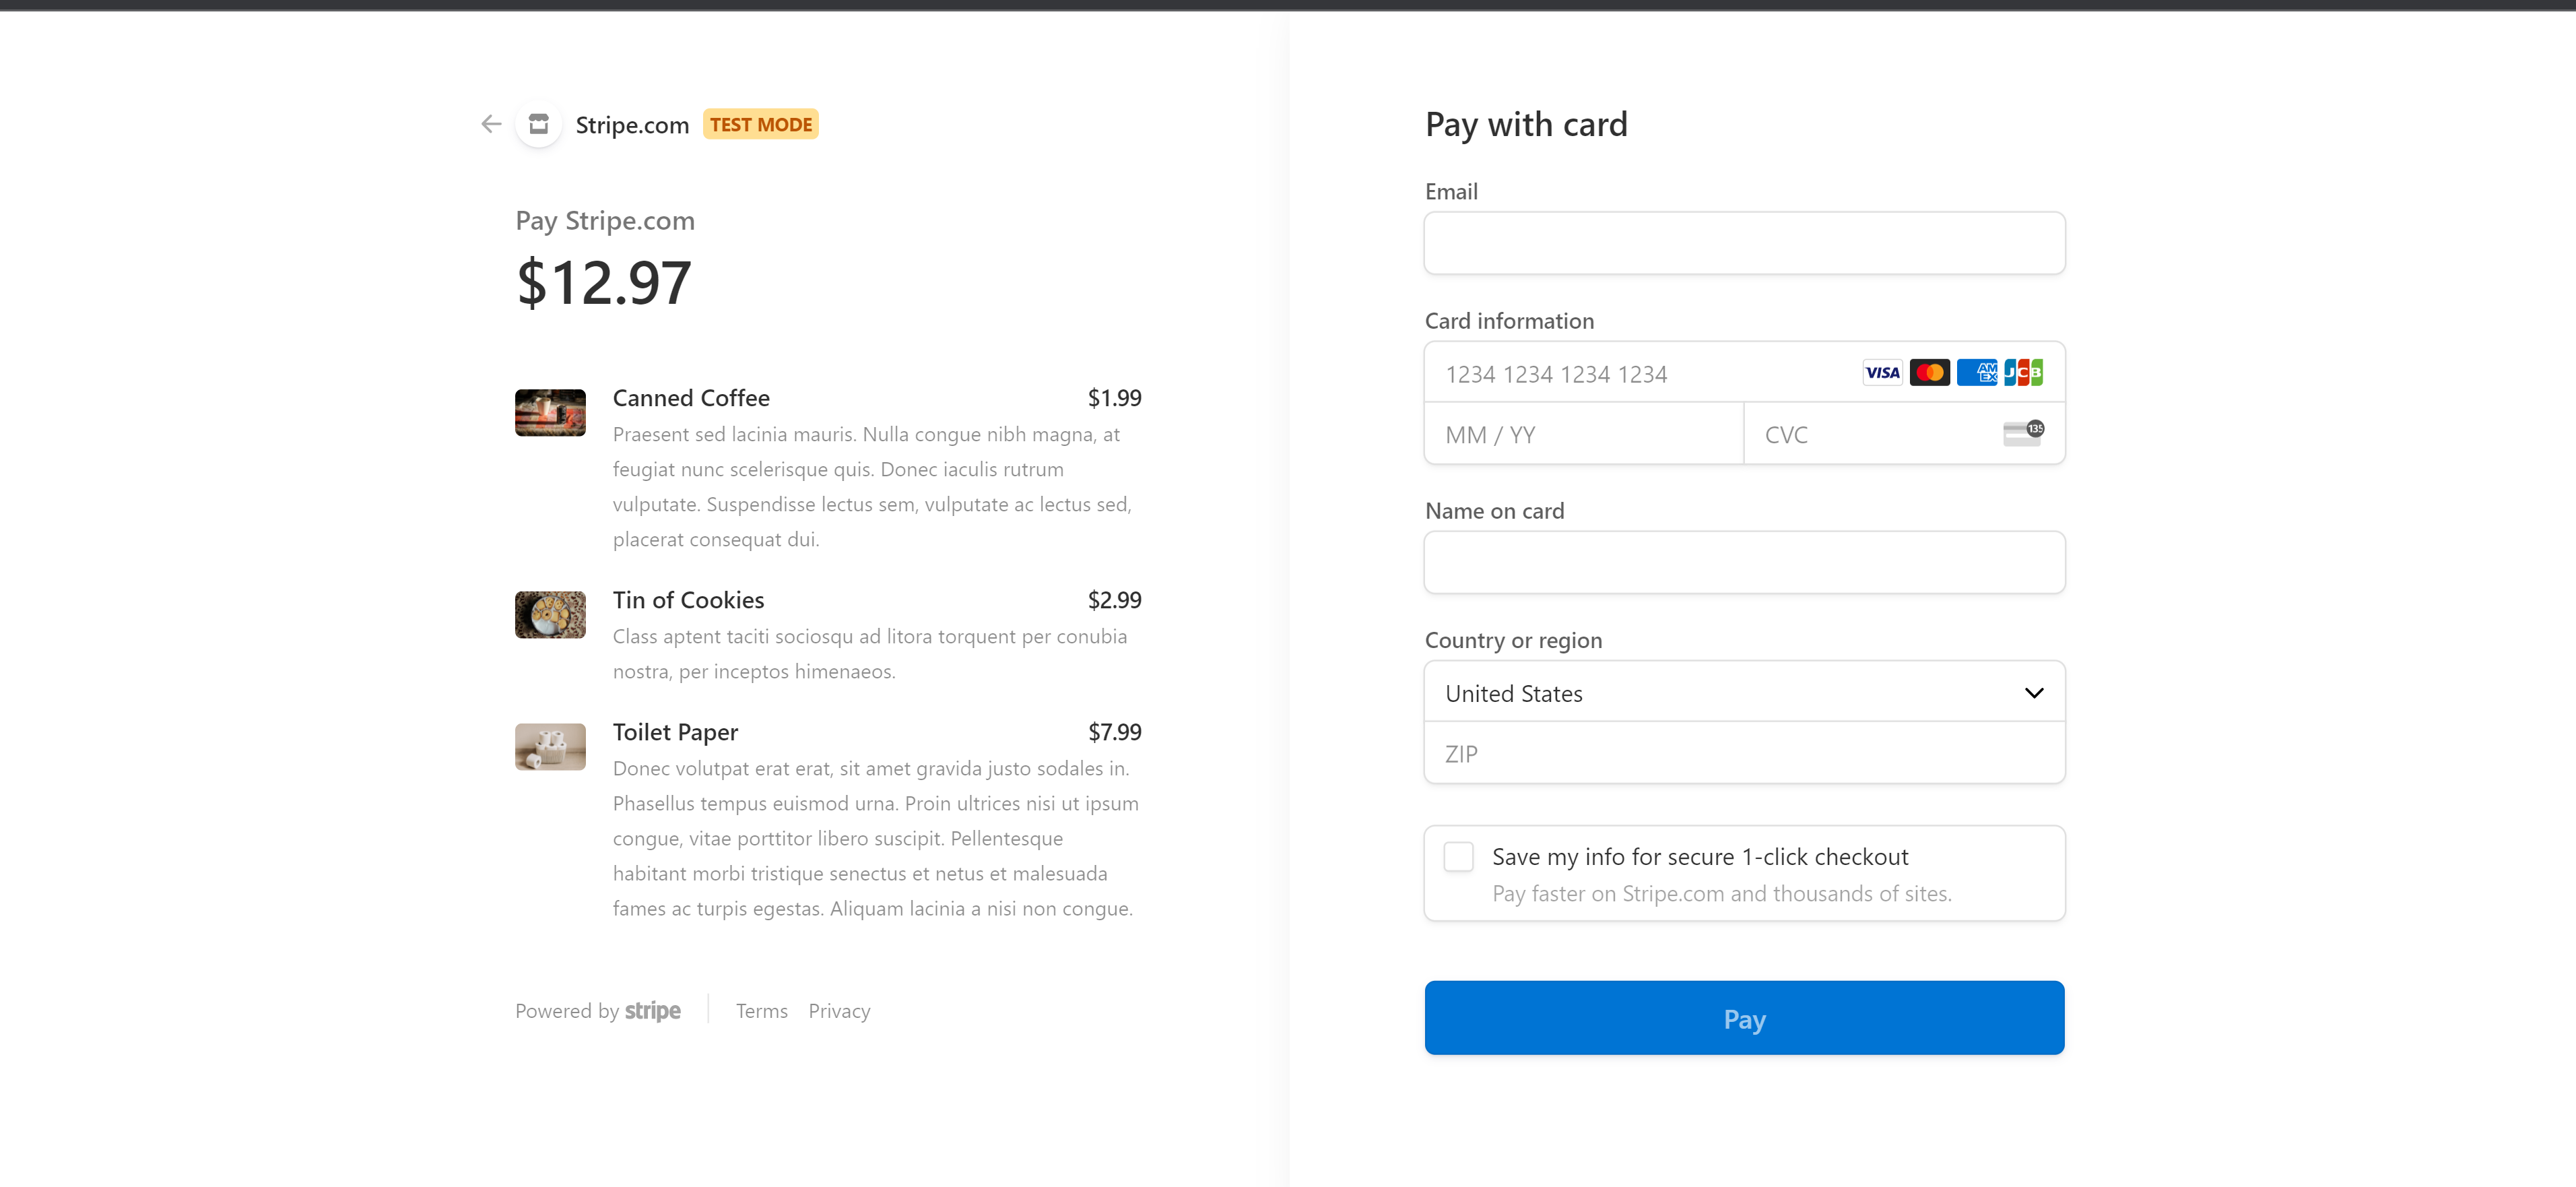 Stripe.com TEST MODE
Pay Stripe.com
$12.97
Canned Coffee $1.99
Praesent sed lacinia mauris. Nulla congue nibh magna, at
feugiat nunc scelerisque quis. Donec iaculis rutrum
vulputate. Suspendisse lectus sem, vulputate ac lectus sed,
placerat consequat dui.
Tin of Cookies $2.99
Class aptent taciti sociosqu ad litora torquent per conubia
nostra, per inceptos himenaeos.
Toilet Paper $7.99
Donec volutpat erat erat, sit amet gravida justo sodales in.
Phasellus tempus euismod urna. Proin ultrices nisi ut ipsum
congue, vitae porttitor libero suscipit. Pellentesque
habitant morbi tristique senectus et netus et malesuada
fames ac turpis egestas. Aliquam lacinia a nisi non congue.
Powered by stripe Terms Privacy
Pay with card
Email
Card information
1234 1234 1234 1234 VISA AMEX JCB
MM / YY CVC 135
Name on card
Country or region
United States
ZIP
Save my info for secure 1-click checkout
Pay faster on Stripe.com and thousands of sites.
Pay